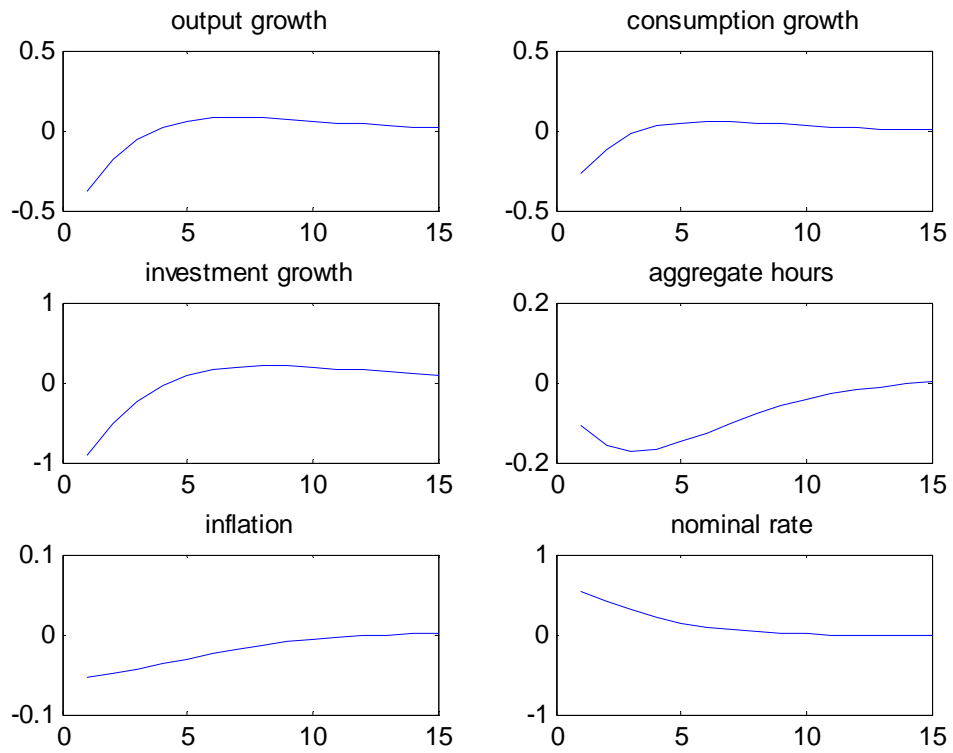 output growth
0.5
0
-0.5
0 5 10 15
consumption growth
0.5
0
-0.5
0 5 10 15
investment growth
1
0
-1
0 5 10 15
aggregate hours
0.2
0
-0.2
0 5 10 15
inflation
0.1
0
-0.1
0 5 10 15
nominal rate
1
0
-1
0 5 10 15